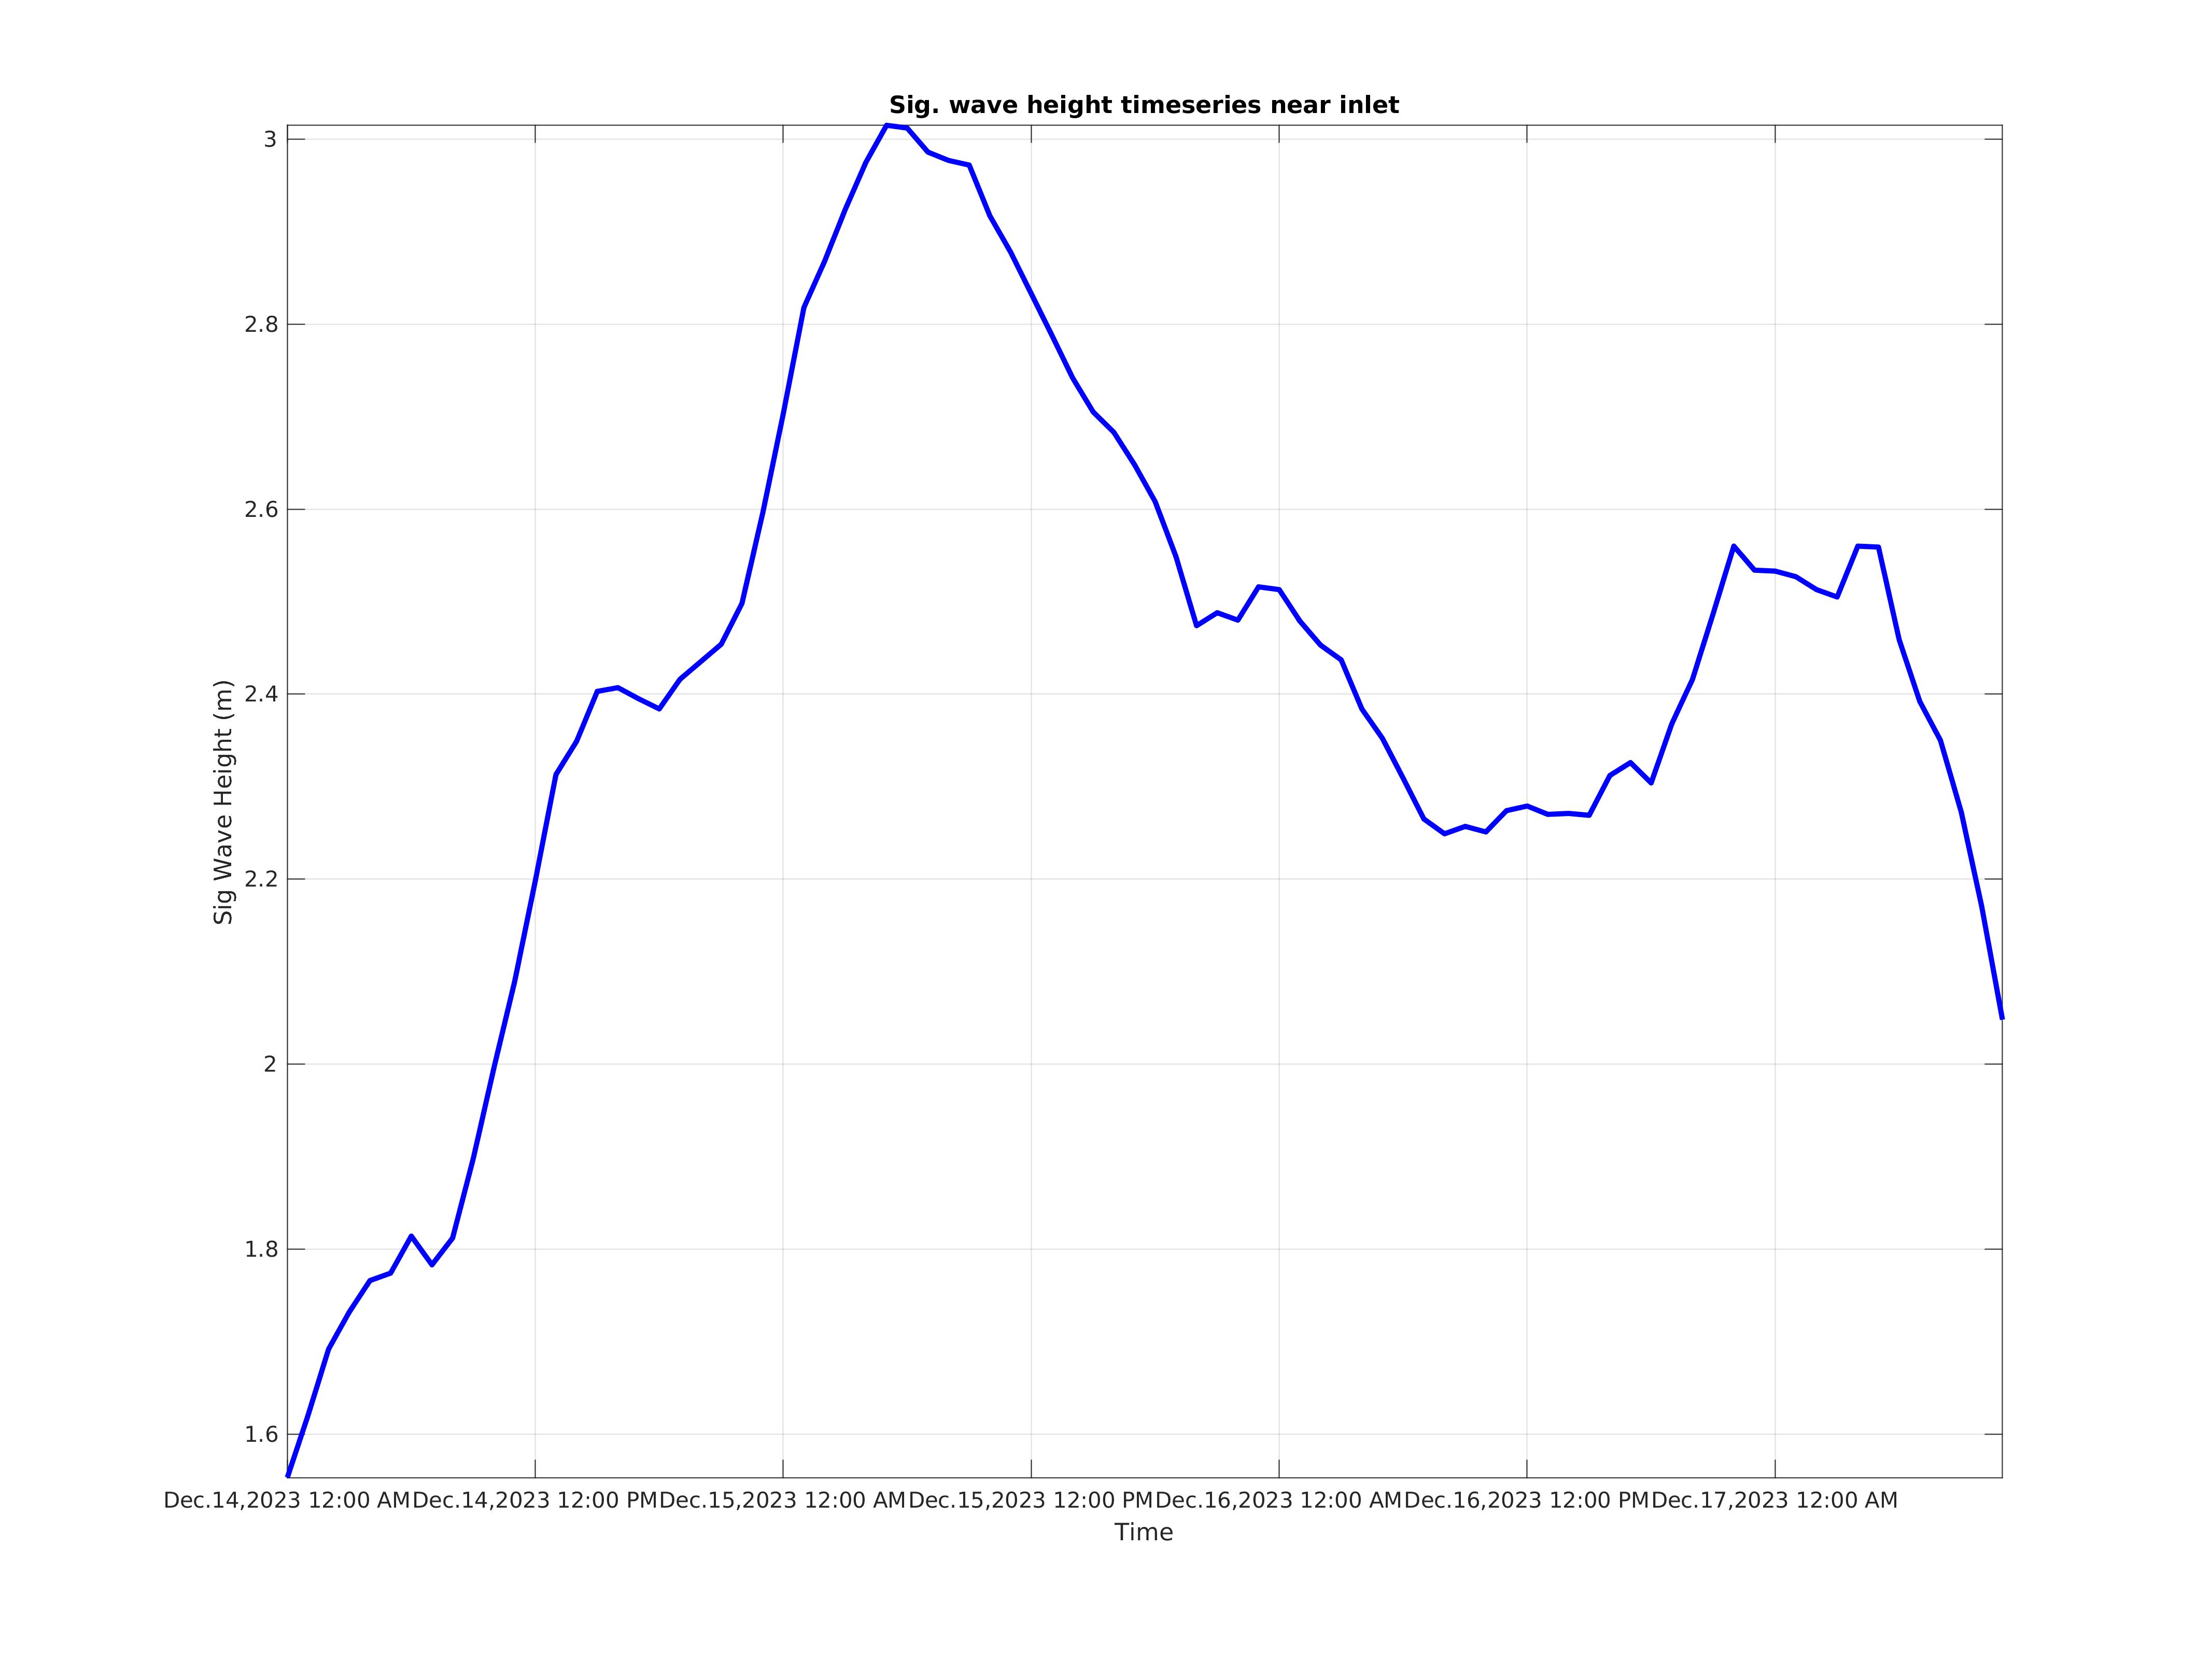 Sig. wave height timeseries near inlet
3
2.8
2.6
2.4
2.2
2
1.8
1.6
Sig Wave Height (m)
Dec.14,2023 12:00 AM Dec.14,2023 12:00 PM Dec.15,2023 12:00 AM Dec.15,2023 12:00 PM Dec.16,2023 12:00 AM Dec.16,2023 12:00 PM Dec.17,2023 12:00 AM
Time